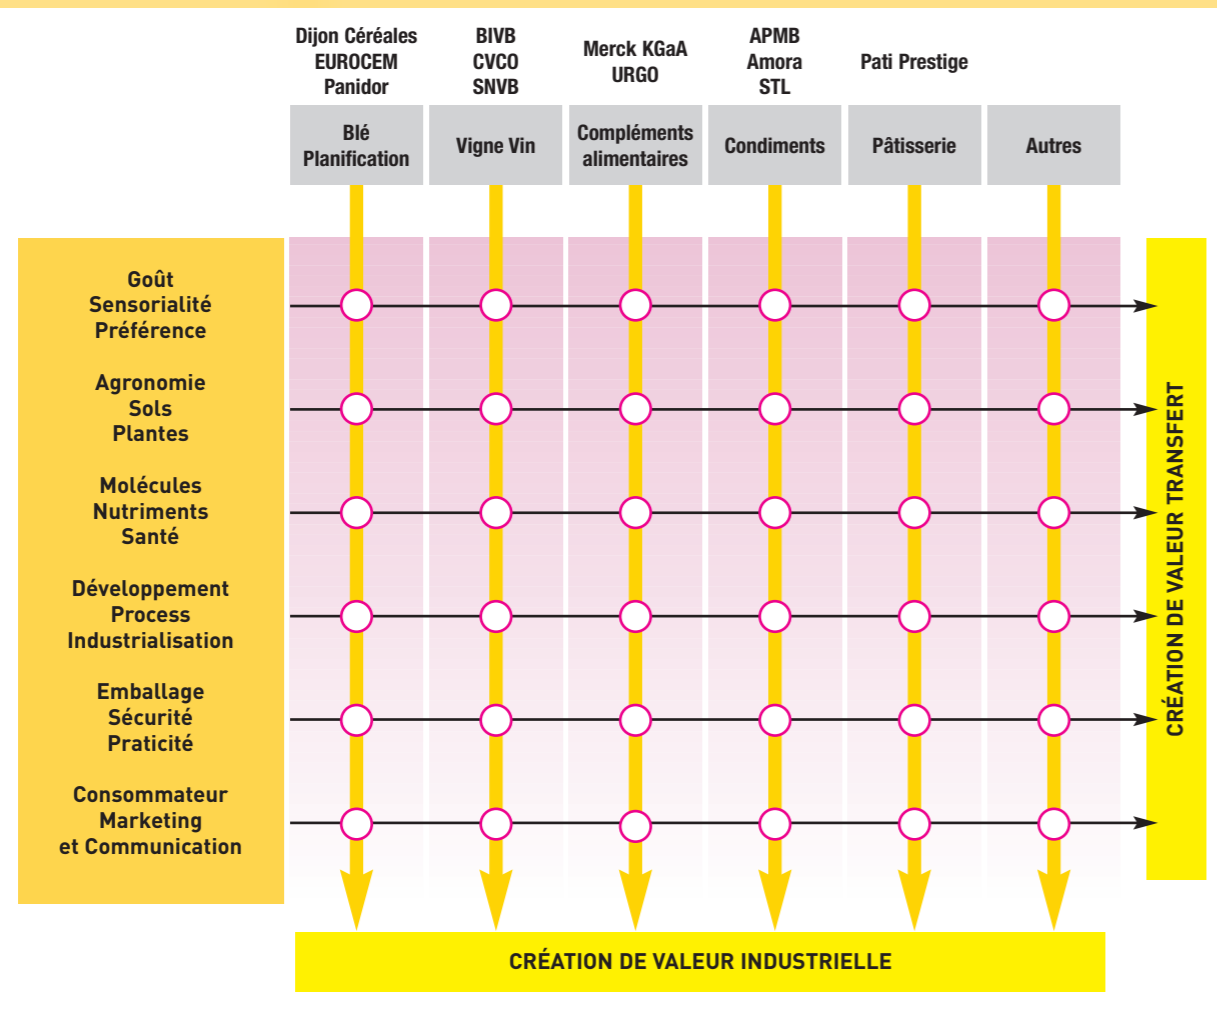 Dijon Céréales
EUROCEM
Panidor
BIVB
CVCO
SNVB
Merck KGaA
URGO
APMB
Amora
STL
Pati Prestige
Blé
Planification
Vigne Vin
Compléments
alimentaires
Condiments
Pâtisserie
Autres
Goût
Sensorialité
Préférence
Agronomie
Sols
Plantes
Molécules
Nutriments
Santé
Développement
Process
Industrialisation
Emballage
Sécurité
Praticité
Consommateur
Marketing
et Communication
CRÉATION DE VALEUR TRANSFERT
CRÉATION DE VALEUR INDUSTRIELLE